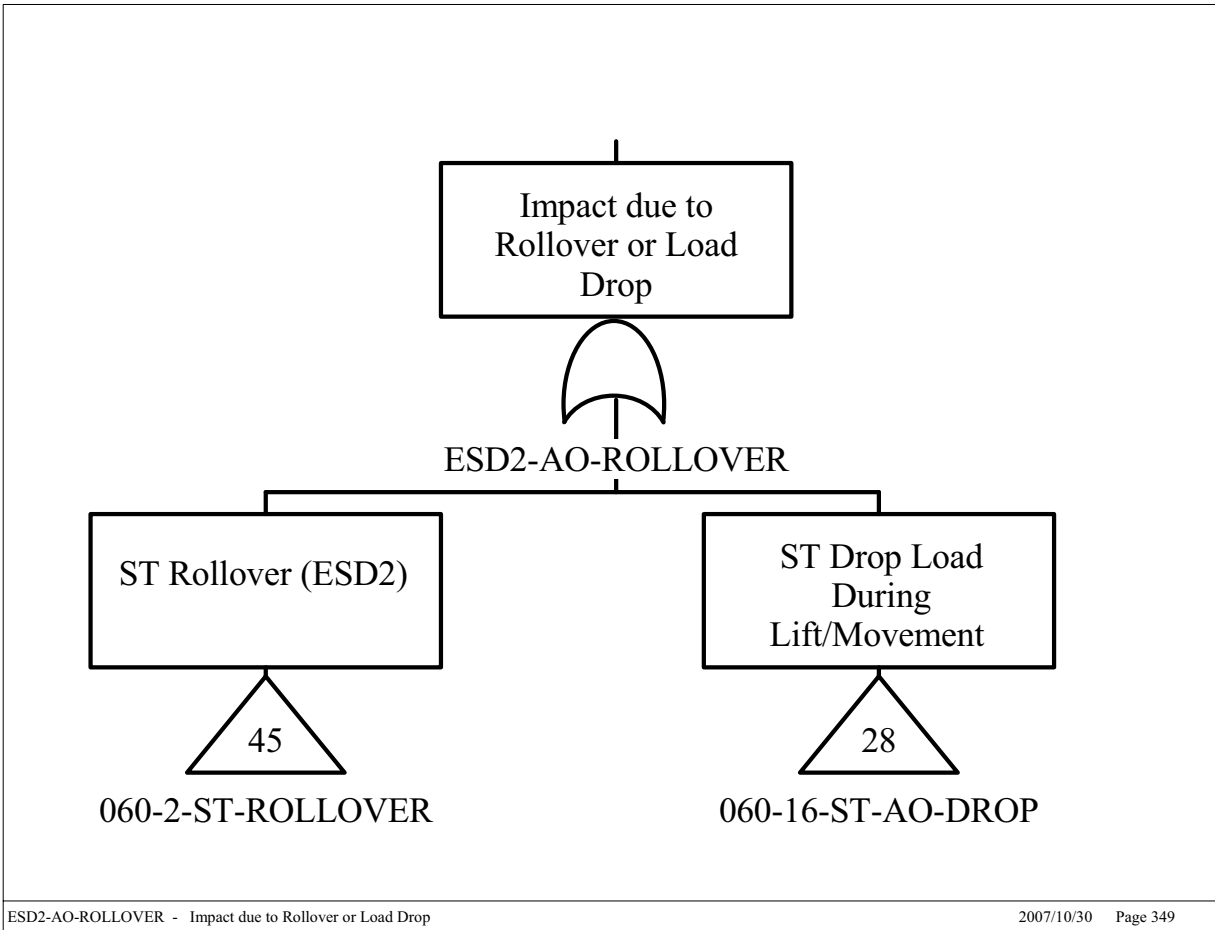 Impact due to
Rollover or Load
Drop
ESD2-AO-ROLLOVER
ST Rollover (ESD2)
ST Drop Load
During
Lift/Movement
45
28
060-2-ST-ROLLOVER
060-16-ST-AO-DROP
ESD2-AO-ROLLOVER - Impact due to Rollover or Load Drop
2007/10/30 Page 349